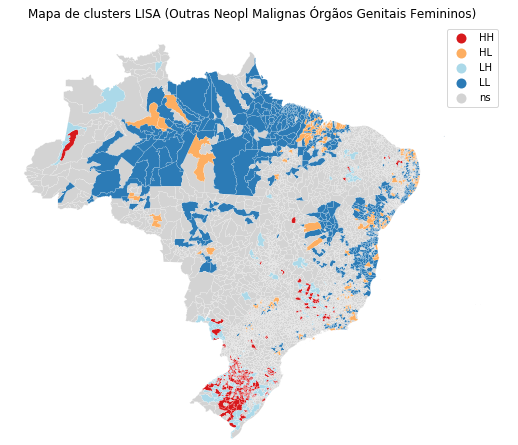 Mapa de clusters LISA (Outras Neopl Malignas Órgãos Genitais Femininos)
HH
HL
LH
LL
ns